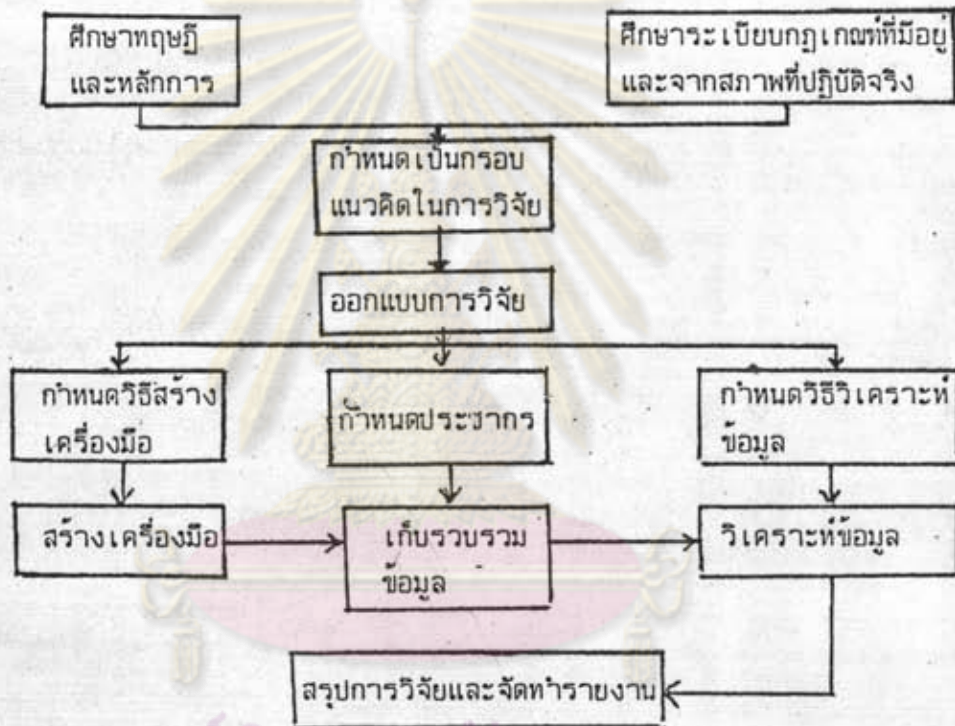 ศึกษาทฤษฎี
และหลักการ
ศึกษาระเบียบกฎเกณฑ์ที่มีอยู่
และจากสภาพที่ปฏิบัติจริง
กำหนดเป็นกรอบ
แนวคิดในการวิจัย
ออกแบบการวิจัย
กำหนดวิธีสร้าง
เครื่องมือ
กำหนดประชากร
กำหนดวิธีวิเคราะห์
ข้อมูล
สร้างเครื่องมือ
เก็บรวบรวม
ข้อมูล
วิเคราะห์ข้อมูล
สรุปการวิจัยและจัดทำรายงาน